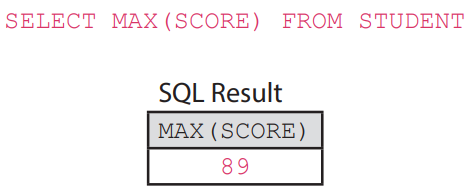 SELECT MAX(SCORE) FROM STUDENT
SQL Result
MAX(SCORE)
89